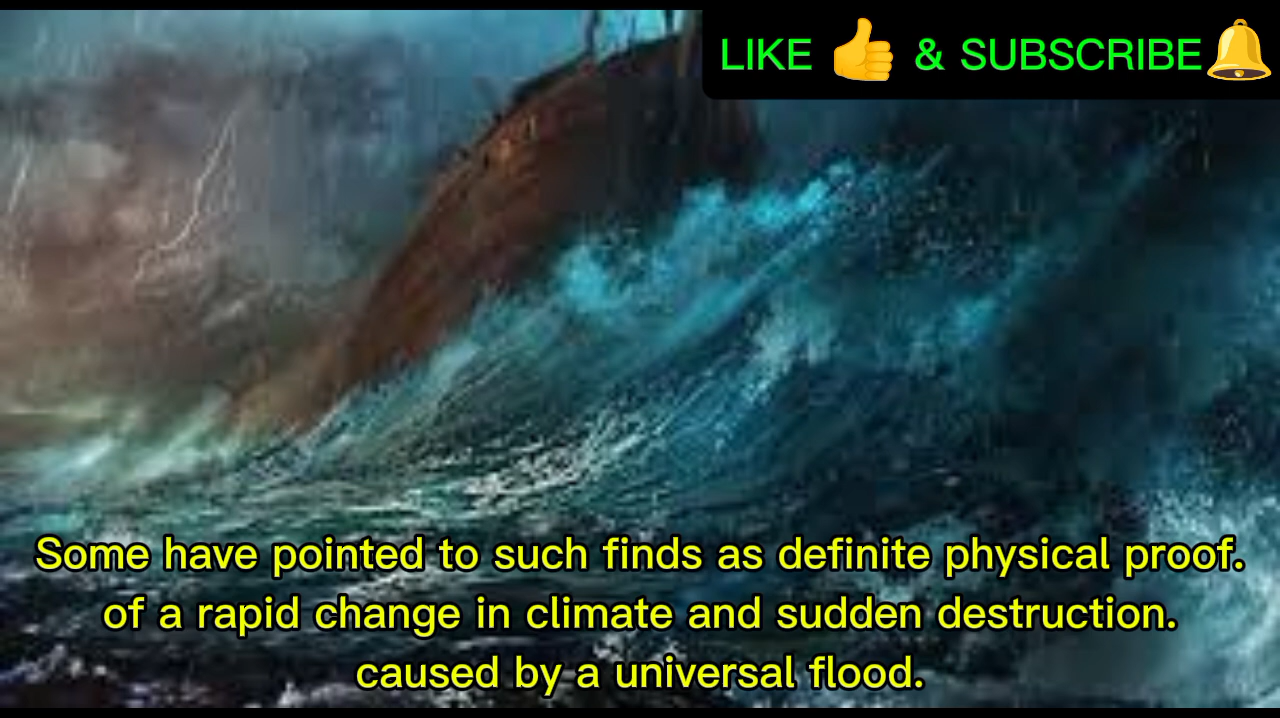 LIKE 👍 & SUBSCRIBE🔔
Some have pointed to such finds as definite physical proof.
of a rapid change in climate and sudden destruction.
caused by a universal flood.